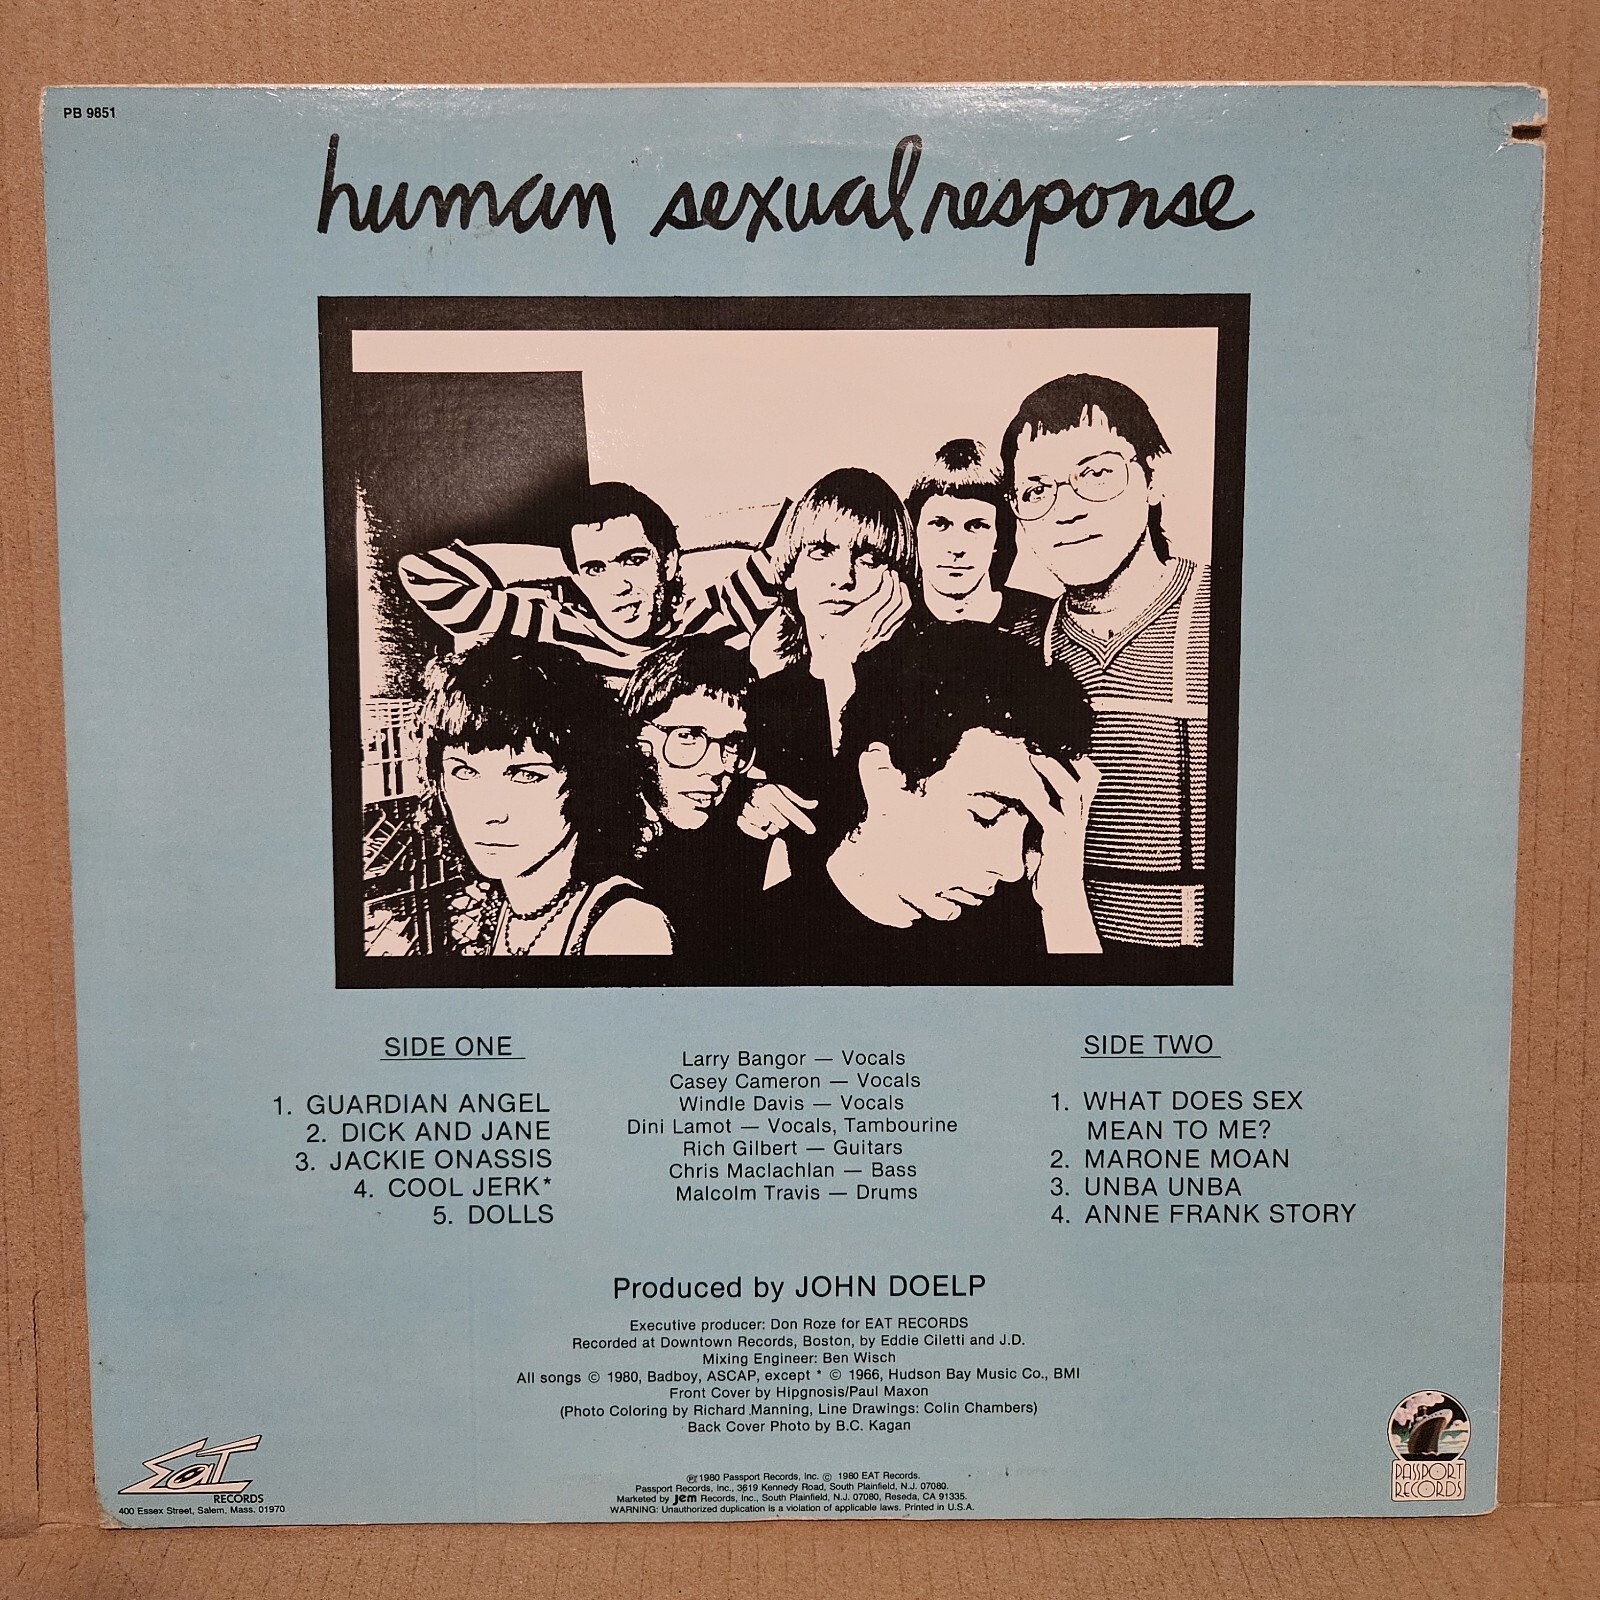 PB 9851
human sexual response
SIDE ONE
1. GUARDIAN ANGEL
2. DICK AND JANE
3. JACKIE ONASSIS
4. COOL JERK*
5. DOLLS
Larry Bangor — Vocals
Casey Cameron — Vocals
Windle Davis — Vocals
Dini Lamot — Vocals, Tambourine
Rich Gilbert — Guitars
Chris Maclachlan — Bass
Malcolm Travis — Drums
SIDE TWO
1. WHAT DOES SEX
MEAN TO ME?
2. MARONE MOAN
3. UNBA UNBA
4. ANNE FRANK STORY
Produced by JOHN DOELP
Executive producer: Don Roze for EAT RECORDS
Recorded at Downtown Records, Boston, by Eddie Ciletti and J.D.
Mixing Engineer: Ben Wisch
All songs © 1980, Badboy, ASCAP, except * © 1966, Hudson Bay Music Co., BMI
Front Cover by Hipgnosis/Paul Maxon
(Photo Coloring by Richard Manning, Line Drawings: Colin Chambers)
Back Cover Photo by B.C. Kagan
EAT
RECORDS
400 Essex Street, Salem, Mass. 01970
℗ 1980 Passport Records, Inc. © 1980 EAT Records.
Passport Records, Inc., 3619 Kennedy Road, South Plainfield, N.J. 07080.
Marketed by jem Records, Inc., South Plainfield, N.J. 07080, Reseda, CA 91335.
WARNING: Unauthorized duplication is a violation of applicable laws. Printed in U.S.A.
PASSPORT
RECORDS